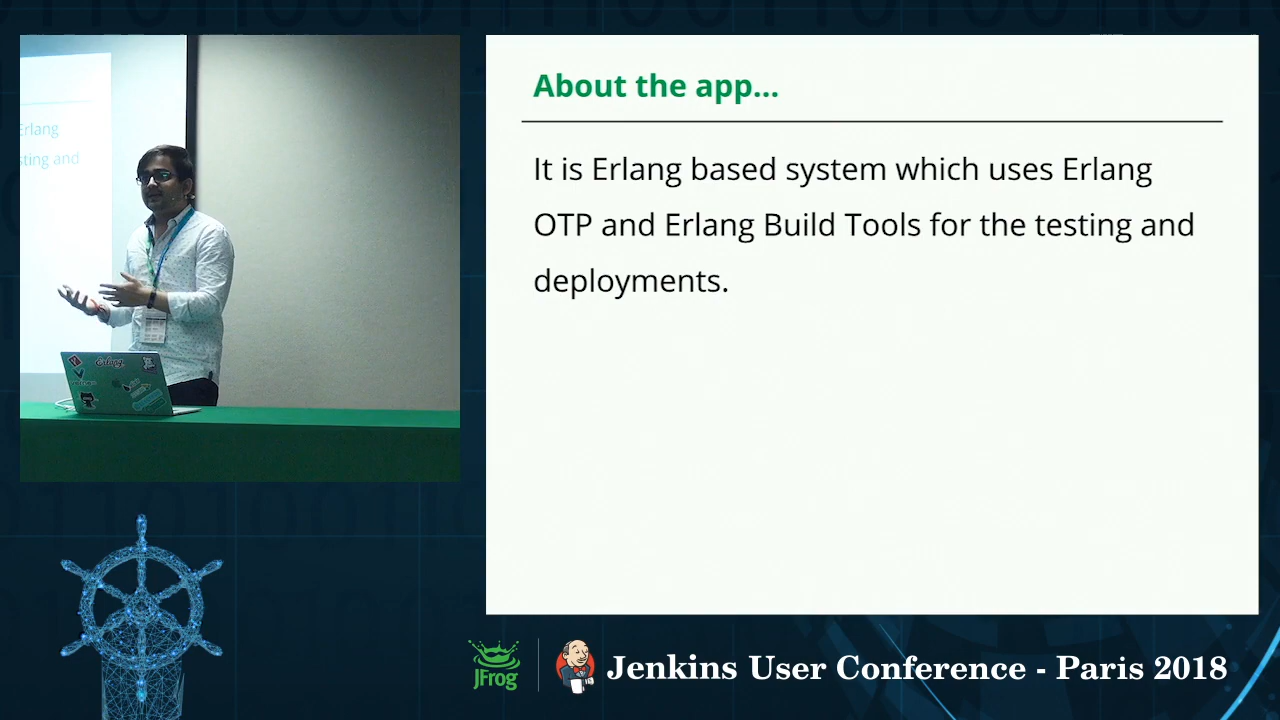 Erlang
sting and
Erlang
About the app...
It is Erlang based system which uses Erlang
OTP and Erlang Build Tools for the testing and
deployments.
JFrog
Jenkins User Conference - Paris 2018